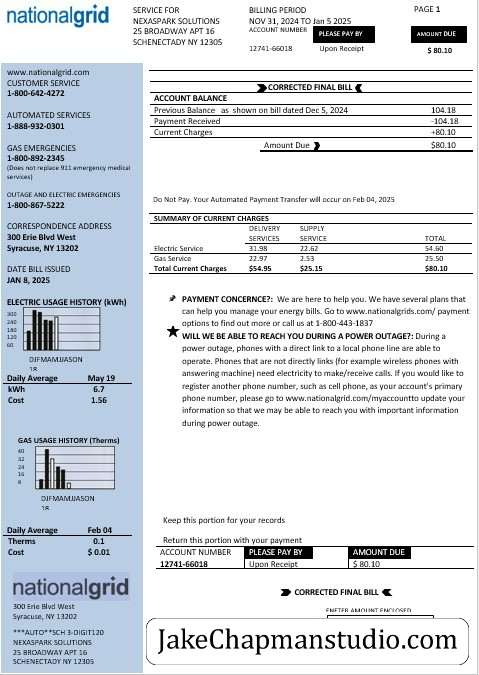 nationalgrid
SERVICE FOR
NEXASPARK SOLUTIONS
25 BROADWAY APT 16
SCHENECTADY NY 12305
BILLING PERIOD
NOV 31, 2024 TO Jan 5 2025
ACCOUNT NUMBER
PLEASE PAY BY
12741-66018
Upon Receipt
PAGE 1
AMOUNT DUE
$ 80.10
www.nationalgrid.com
CUSTOMER SERVICE
1-800-642-4272
AUTOMATED SERVICES
1-888-932-0301
GAS EMERGENCIES
1-800-892-2345
(Does not replace 911 emergency medical
services)
OUTAGE AND ELECTRIC EMERGENCIES
1-800-867-5222
CORRESPONDENCE ADDRESS
300 Erie Blvd West
Syracuse, NY 13202
DATE BILL ISSUED
JAN 8, 2025
ELECTRIC USAGE HISTORY (kWh)
300
240
180
120
60
DJFMAMJJASON
18
Daily Average May 19
kWh 6.7
Cost 1.56
GAS USAGE HISTORY (Therms)
40
32
24
16
8
DJFMAMJJASON
18
Daily Average Feb 04
Therms 0.1
Cost $ 0.01
nationalgrid
300 Erie Blvd West
Syracuse, NY 13202
***AUTO**SCH 3-DIGIT120
NEXASPARK SOLUTIONS
25 BROADWAY APT 16
SCHENECTADY NY 12305
CORRECTED FINAL BILL
ACCOUNT BALANCE
Previous Balance as shown on bill dated Dec 5, 2024 104.18
Payment Received -104.18
Current Charges +80.10
Amount Due $80.10
Do Not Pay. Your Automated Payment Transfer will occur on Feb 04, 2025
SUMMARY OF CURRENT CHARGES
DELIVERY SUPPLY
SERVICES SERVICE TOTAL
Electric Service 31.98 22.62 54.60
Gas Service 22.97 2.53 25.50
Total Current Charges $54.95 $25.15 $80.10
PAYMENT CONCERNCE?: We are here to help you. We have several plans that
can help you manage your energy bills. Go to www.nationalgrids.com/ payment
options to find out more or call us at 1-800-443-1837
WILL WE BE ABLE TO REACH YOU DURING A POWER OUTAGE?: During a
power outage, phones with a direct link to a local phone line are able to
operate. Phones that are not directly links (for example wireless phones with
answering machine) need electricity to make/receive calls. If you would like to
register another phone number, such as cell phone, as your account's primary
phone number, please go to www.nationalgrid.com/myaccountto update your
information so that we may be able to reach you with important information
during power outage.
Keep this portion for your records
Return this portion with your payment
ACCOUNT NUMBER PLEASE PAY BY AMOUNT DUE
12741-66018 Upon Receipt $ 80.10
CORRECTED FINAL BILL
ENTER AMOUNT ENCLOSED
JakeChapmanstudio.com